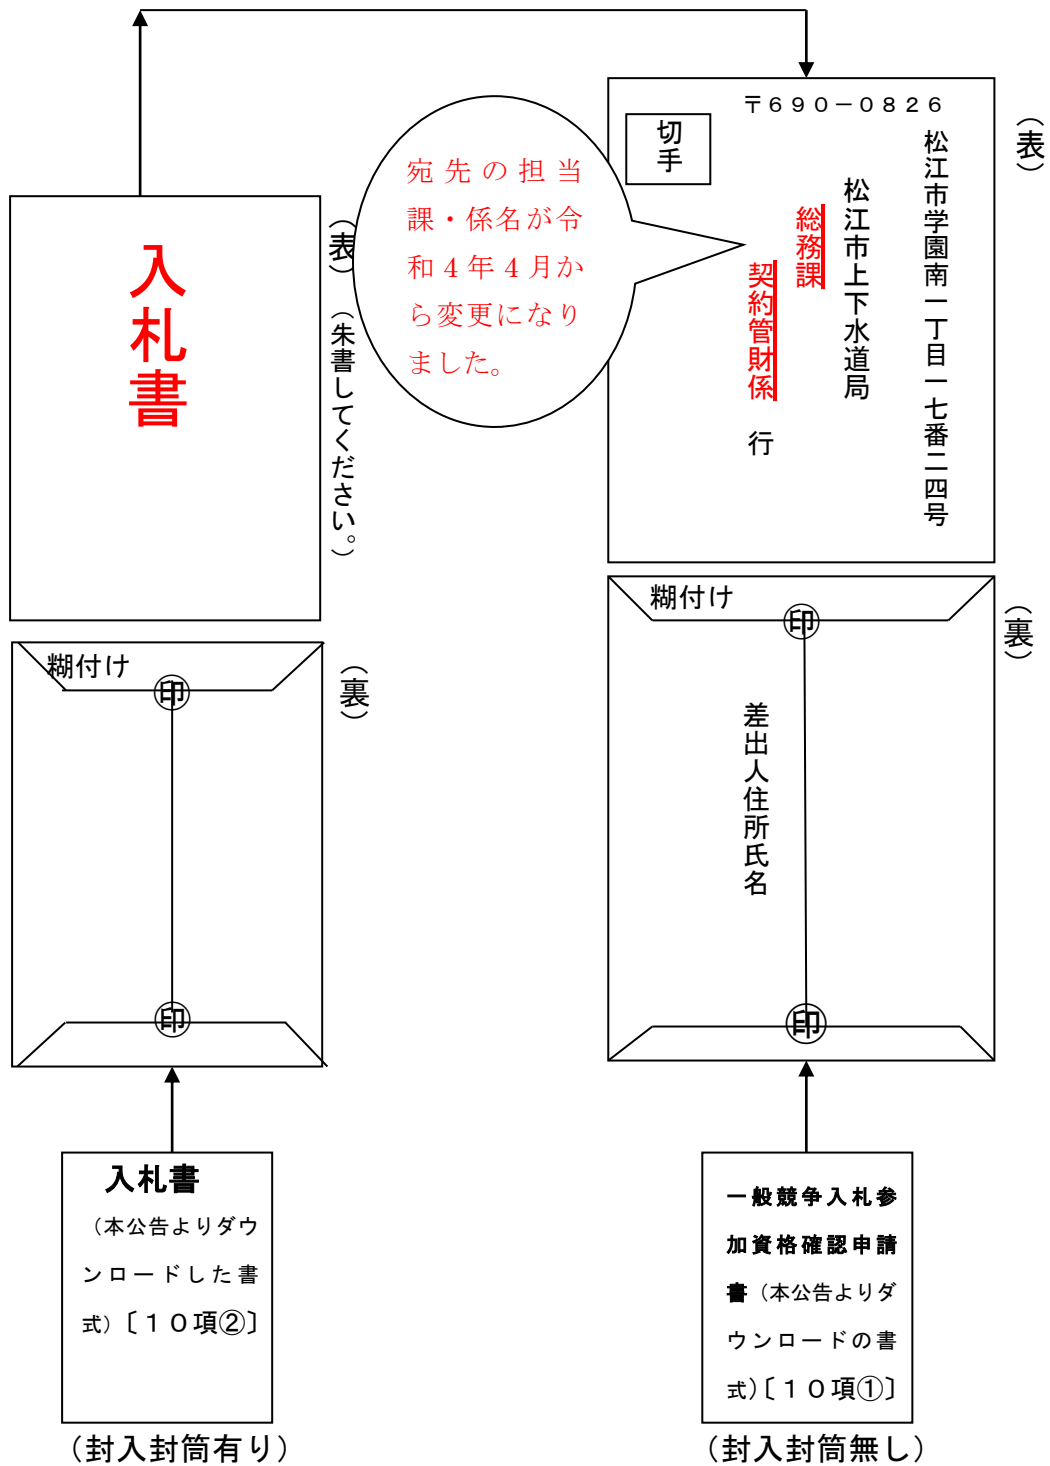 〒690-0826
松江市学園南一丁目一七番二四号
松江市上下水道局
総務課
契約管財係 行
切手
(表)
宛先の担当
課・係名が令
和4年4月か
ら変更になり
ました。
入札書
(表)(朱書してください。)
糊付け
印
印
(裏)
糊付け
印
差出人住所氏名
印
(裏)
入札書
(本公告よりダウ
ンロードした書
式)〔10項②〕
(封入封筒有り)
一般競争入札参
加資格確認申請
書(本公告よりダ
ウンロードの書
式)〔10項①〕
(封入封筒無し)